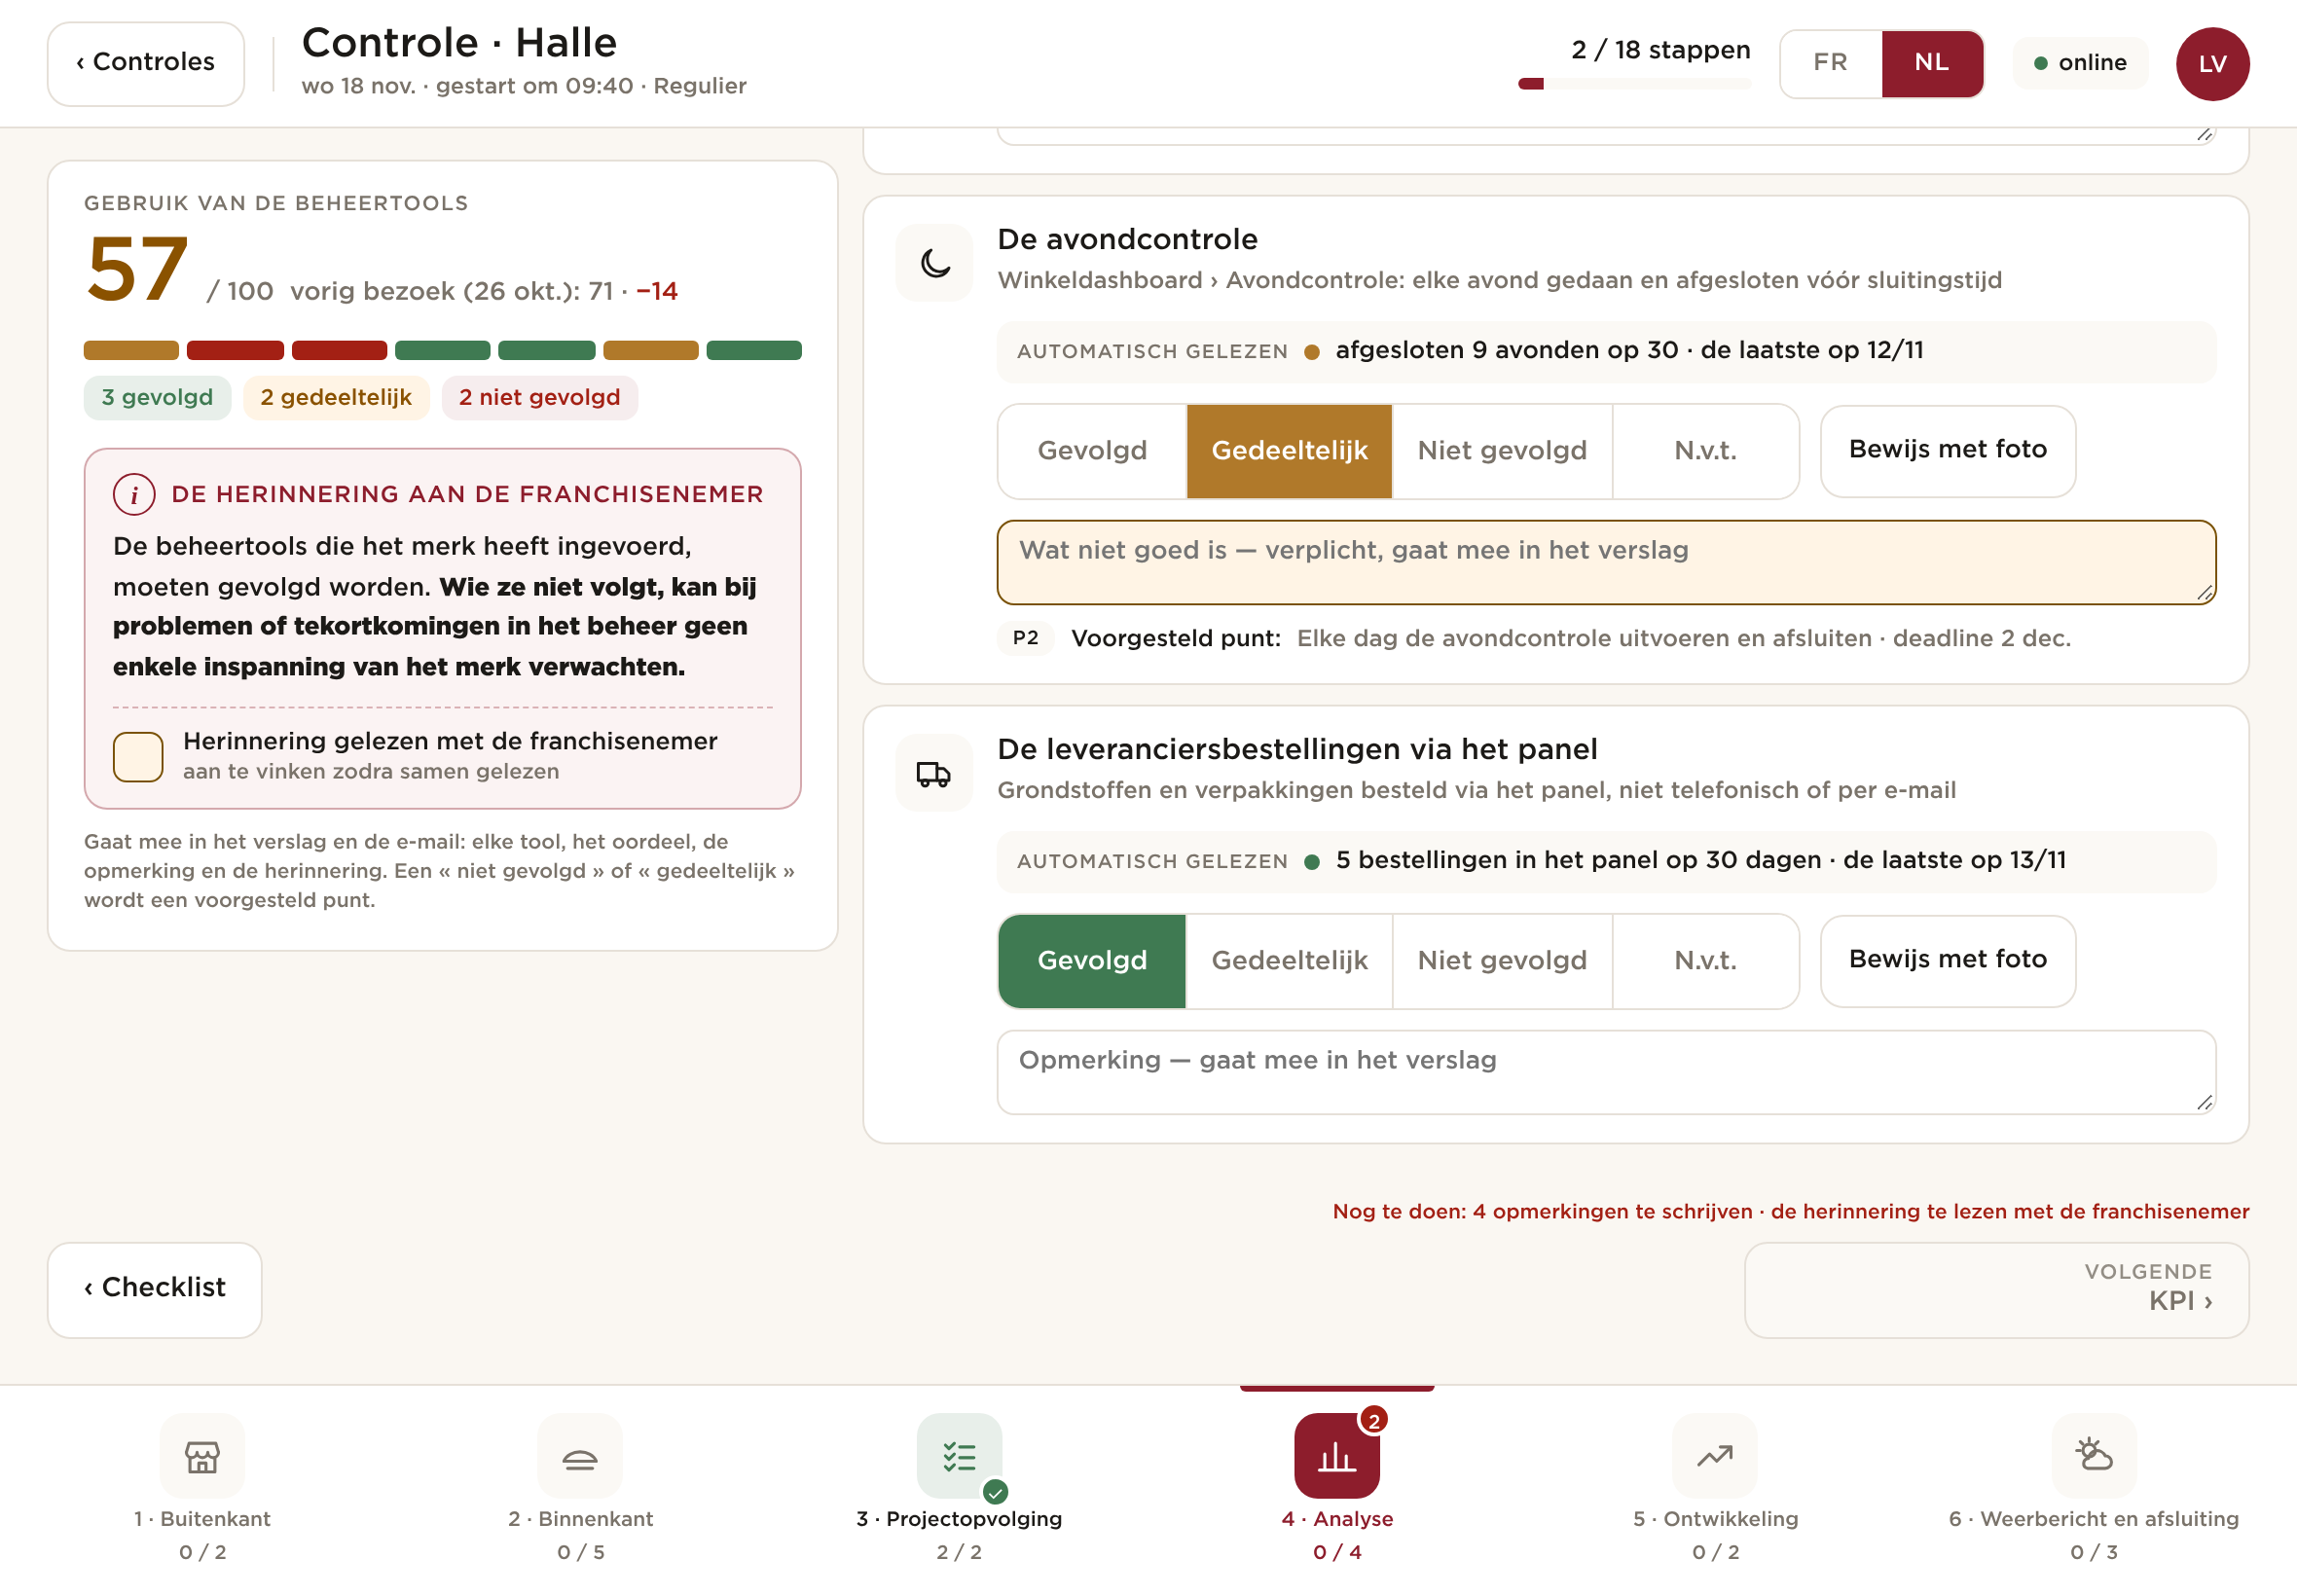 ‹ Controles
Controle · Halle
wo 18 nov. · gestart om 09:40 · Regulier
2 / 18 stappen
FR
NL
online
LV
GEBRUIK VAN DE BEHEERTOOLS
57 / 100 vorig bezoek (26 okt.): 71 · −14
3 gevolgd
2 gedeeltelijk
2 niet gevolgd
i DE HERINNERING AAN DE FRANCHISENEMER
De beheertools die het merk heeft ingevoerd,
moeten gevolgd worden. Wie ze niet volgt, kan bij
problemen of tekortkomingen in het beheer geen
enkele inspanning van het merk verwachten.
Herinnering gelezen met de franchisenemer
aan te vinken zodra samen gelezen
Gaat mee in het verslag en de e-mail: elke tool, het oordeel, de
opmerking en de herinnering. Een « niet gevolgd » of « gedeeltelijk »
wordt een voorgesteld punt.
De avondcontrole
Winkeldashboard › Avondcontrole: elke avond gedaan en afgesloten vóór sluitingstijd
AUTOMATISCH GELEZEN afgesloten 9 avonden op 30 · de laatste op 12/11
Gevolgd
Gedeeltelijk
Niet gevolgd
N.v.t.
Bewijs met foto
Wat niet goed is — verplicht, gaat mee in het verslag
P2 Voorgesteld punt: Elke dag de avondcontrole uitvoeren en afsluiten · deadline 2 dec.
De leveranciersbestellingen via het panel
Grondstoffen en verpakkingen besteld via het panel, niet telefonisch of per e-mail
AUTOMATISCH GELEZEN 5 bestellingen in het panel op 30 dagen · de laatste op 13/11
Gevolgd
Gedeeltelijk
Niet gevolgd
N.v.t.
Bewijs met foto
Opmerking — gaat mee in het verslag
Nog te doen: 4 opmerkingen te schrijven · de herinnering te lezen met de franchisenemer
‹ Checklist
VOLGENDE
KPI ›
2
1 · Buitenkant
0 / 2
2 · Binnenkant
0 / 5
3 · Projectopvolging
2 / 2
4 · Analyse
0 / 4
5 · Ontwikkeling
0 / 2
6 · Weerbericht en afsluiting
0 / 3